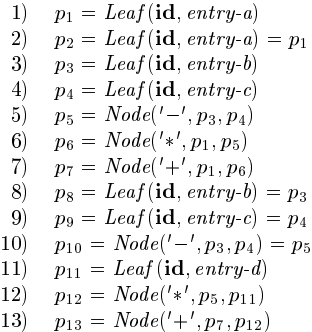 1) p₁ = Leaf(id, entry-a)
2) p₂ = Leaf(id, entry-a) = p₁
3) p₃ = Leaf(id, entry-b)
4) p₄ = Leaf(id, entry-c)
5) p₅ = Node('−', p₃, p₄)
6) p₆ = Node('*', p₁, p₅)
7) p₇ = Node('+', p₁, p₆)
8) p₈ = Leaf(id, entry-b) = p₃
9) p₉ = Leaf(id, entry-c) = p₄
10) p₁₀ = Node('−', p₃, p₄) = p₅
11) p₁₁ = Leaf(id, entry-d)
12) p₁₂ = Node('*', p₅, p₁₁)
13) p₁₃ = Node('+', p₇, p₁₂)